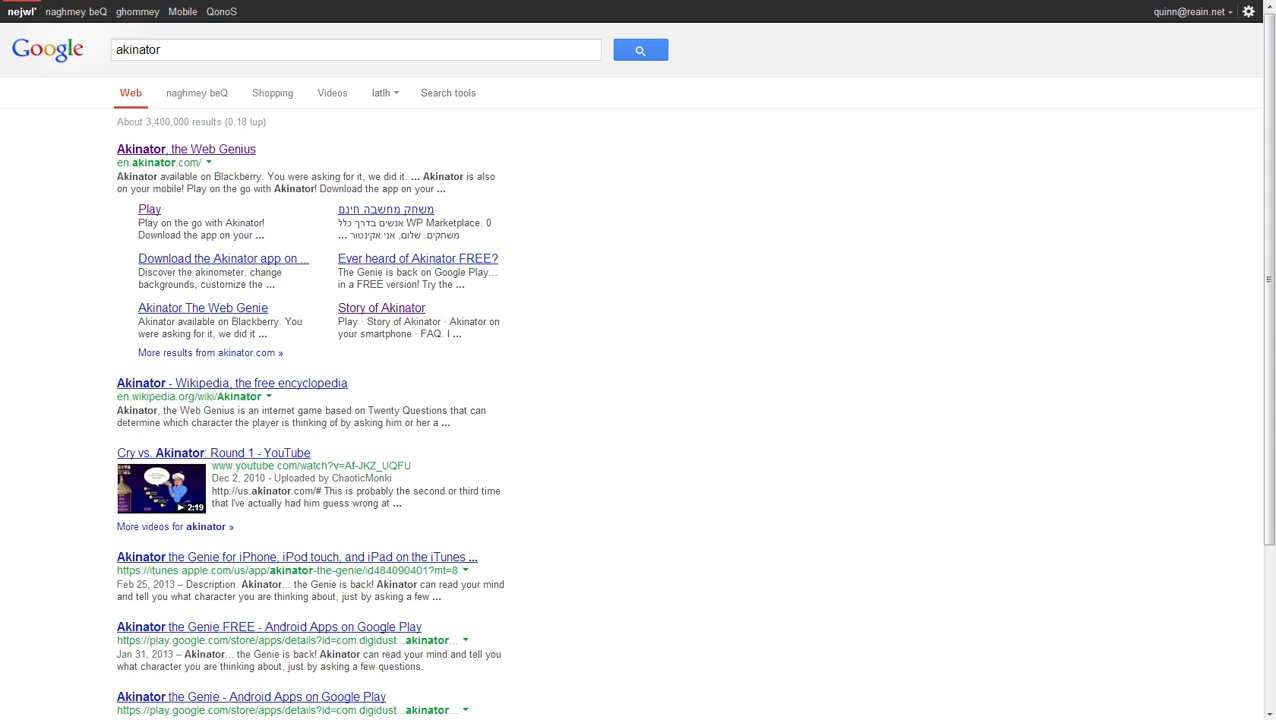 nejwI' naghmey beQ ghommey Mobile QonoS quinn@reain.net
Google akinator
Web naghmey beQ Shopping Videos latlh Search tools
About 3,400,000 results (0.18 lup)
Akinator, the Web Genius
en.akinator.com/
Akinator available on Blackberry. You were asking for it, we did it. ... Akinator is also
on your mobile! Play on the go with Akinator! Download the app on your ...
Play
Play on the go with Akinator!
Download the app on your ...
משחק מחשבה חינם
אנשים בדרך כלל WP Marketplace. 0
משחקים. שלום, אני אקינטור ...
Download the Akinator app on ...
Discover the akinometer, change
backgrounds, customize the ...
Ever heard of Akinator FREE?
The Genie is back on Google Play...
in a FREE version! Try the ...
Akinator The Web Genie
Akinator available on Blackberry. You
were asking for it, we did it ...
Story of Akinator
Play · Story of Akinator · Akinator on
your smartphone · FAQ. I ...
More results from akinator.com »
Akinator - Wikipedia, the free encyclopedia
en.wikipedia.org/wiki/Akinator
Akinator, the Web Genius is an internet game based on Twenty Questions that can
determine which character the player is thinking of by asking him or her a ...
Cry vs. Akinator: Round 1 - YouTube
www.youtube.com/watch?v=Af-JKZ_UQFU
Dec 2, 2010 - Uploaded by ChaoticMonki
http://us.akinator.com/# This is probably the second or third time
that I've actually had him guess wrong at ...
2:19
More videos for akinator »
Akinator the Genie for iPhone, iPod touch, and iPad on the iTunes ...
https://itunes.apple.com/us/app/akinator-the-genie/id484090401?mt=8
Feb 25, 2013 – Description. Akinator... the Genie is back! Akinator can read your mind
and tell you what character you are thinking about, just by asking a few ...
Akinator the Genie FREE - Android Apps on Google Play
https://play.google.com/store/apps/details?id=com.digidust...akinator...
Jan 31, 2013 – Akinator... the Genie is back! Akinator can read your mind and tell you
what character you are thinking about, just by asking a few questions.
Akinator the Genie - Android Apps on Google Play
https://play.google.com/store/apps/details?id=com.digidust...akinator...